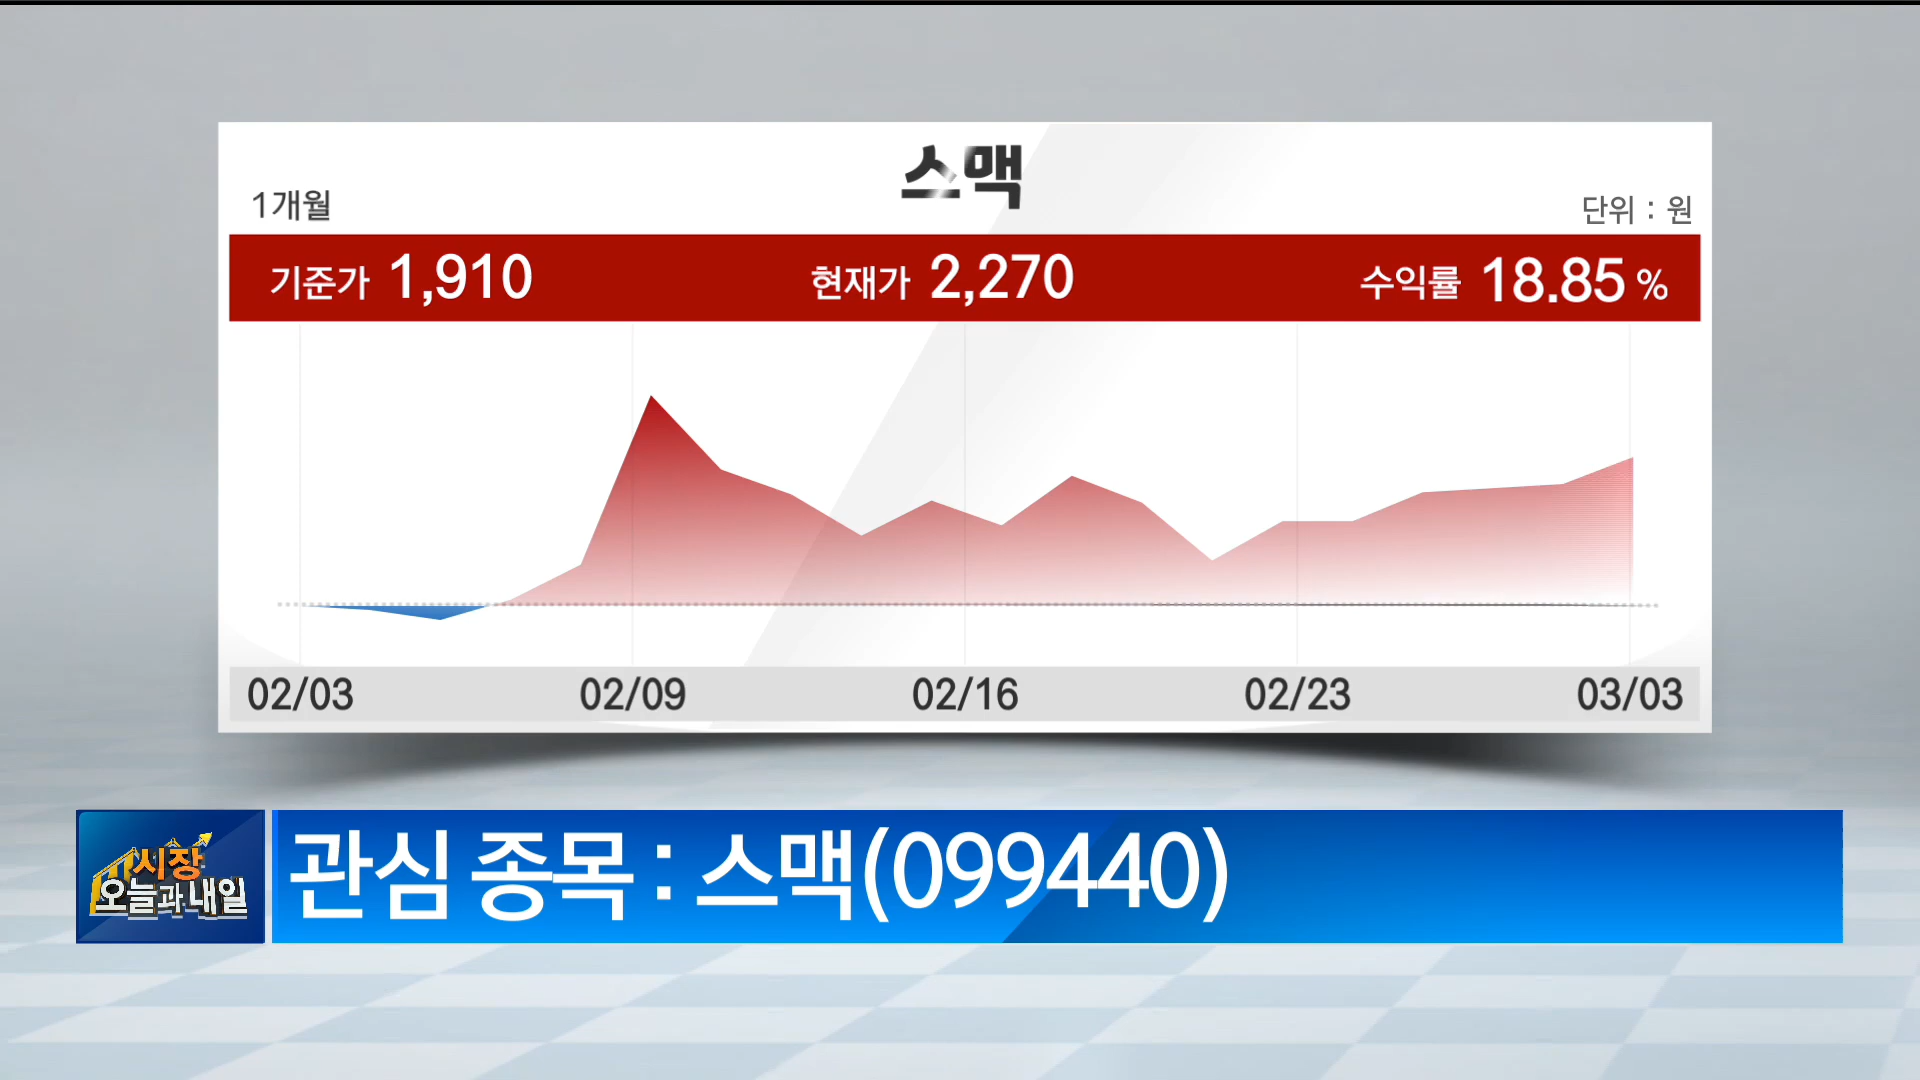 스맥
1개월
단위 : 원
기준가 1,910 현재가 2,270 수익률 18.85 %
02/03 02/09 02/16 02/23 03/03
시장
오늘과 내일
관심 종목 : 스맥(099440)